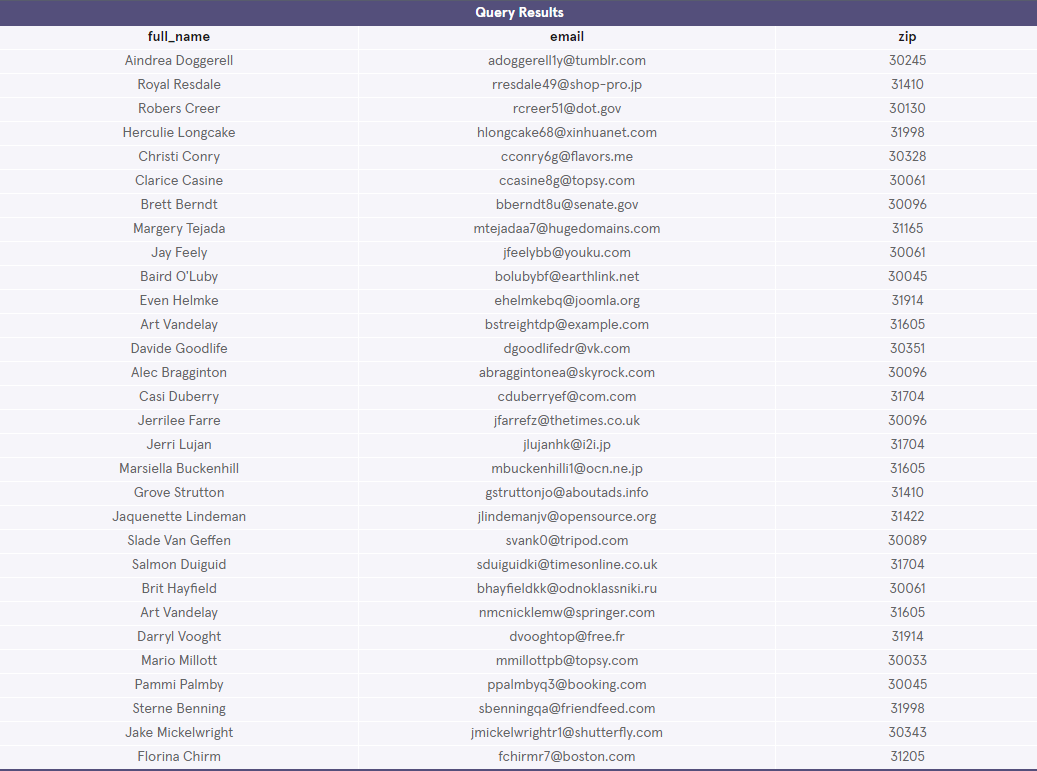 Query Results
full_name email zip
Aindrea Doggerell adoggerell1y@tumblr.com 30245
Royal Resdale rresdale49@shop-pro.jp 31410
Robers Creer rcreer51@dot.gov 30130
Herculie Longcake hlongcake68@xinhuanet.com 31998
Christi Conry cconry6g@flavors.me 30328
Clarice Casine ccasine8g@topsy.com 30061
Brett Berndt bberndt8u@senate.gov 30096
Margery Tejada mtejadaa7@hugedomains.com 31165
Jay Feely jfeelybb@youku.com 30061
Baird O'Luby bolubybf@earthlink.net 30045
Even Helmke ehelmkebq@joomla.org 31914
Art Vandelay bstreightdp@example.com 31605
Davide Goodlife dgoodlifedr@vk.com 30351
Alec Bragginton abraggintonea@skyrock.com 30096
Casi Duberry cduberryef@com.com 31704
Jerrilee Farre jfarrefz@thetimes.co.uk 30096
Jerri Lujan jlujanhk@i2i.jp 31704
Marsiella Buckenhill mbuckenhilli1@ocn.ne.jp 31605
Grove Strutton gstruttonjo@aboutads.info 31410
Jaquenette Lindeman jlindemanjv@opensource.org 31422
Slade Van Geffen svank0@tripod.com 30089
Salmon Duiguid sduiguidki@timesonline.co.uk 31704
Brit Hayfield bhayfieldkk@odnoklassniki.ru 30061
Art Vandelay nmcnicklemw@springer.com 31605
Darryl Vooght dvooghtop@free.fr 31914
Mario Millott mmillottpb@topsy.com 30033
Pammi Palmby ppalmbyq3@booking.com 30045
Sterne Benning sbenningqa@friendfeed.com 31998
Jake Mickelwright jmickelwrightr1@shutterfly.com 30343
Florina Chirm fchirmr7@boston.com 31205